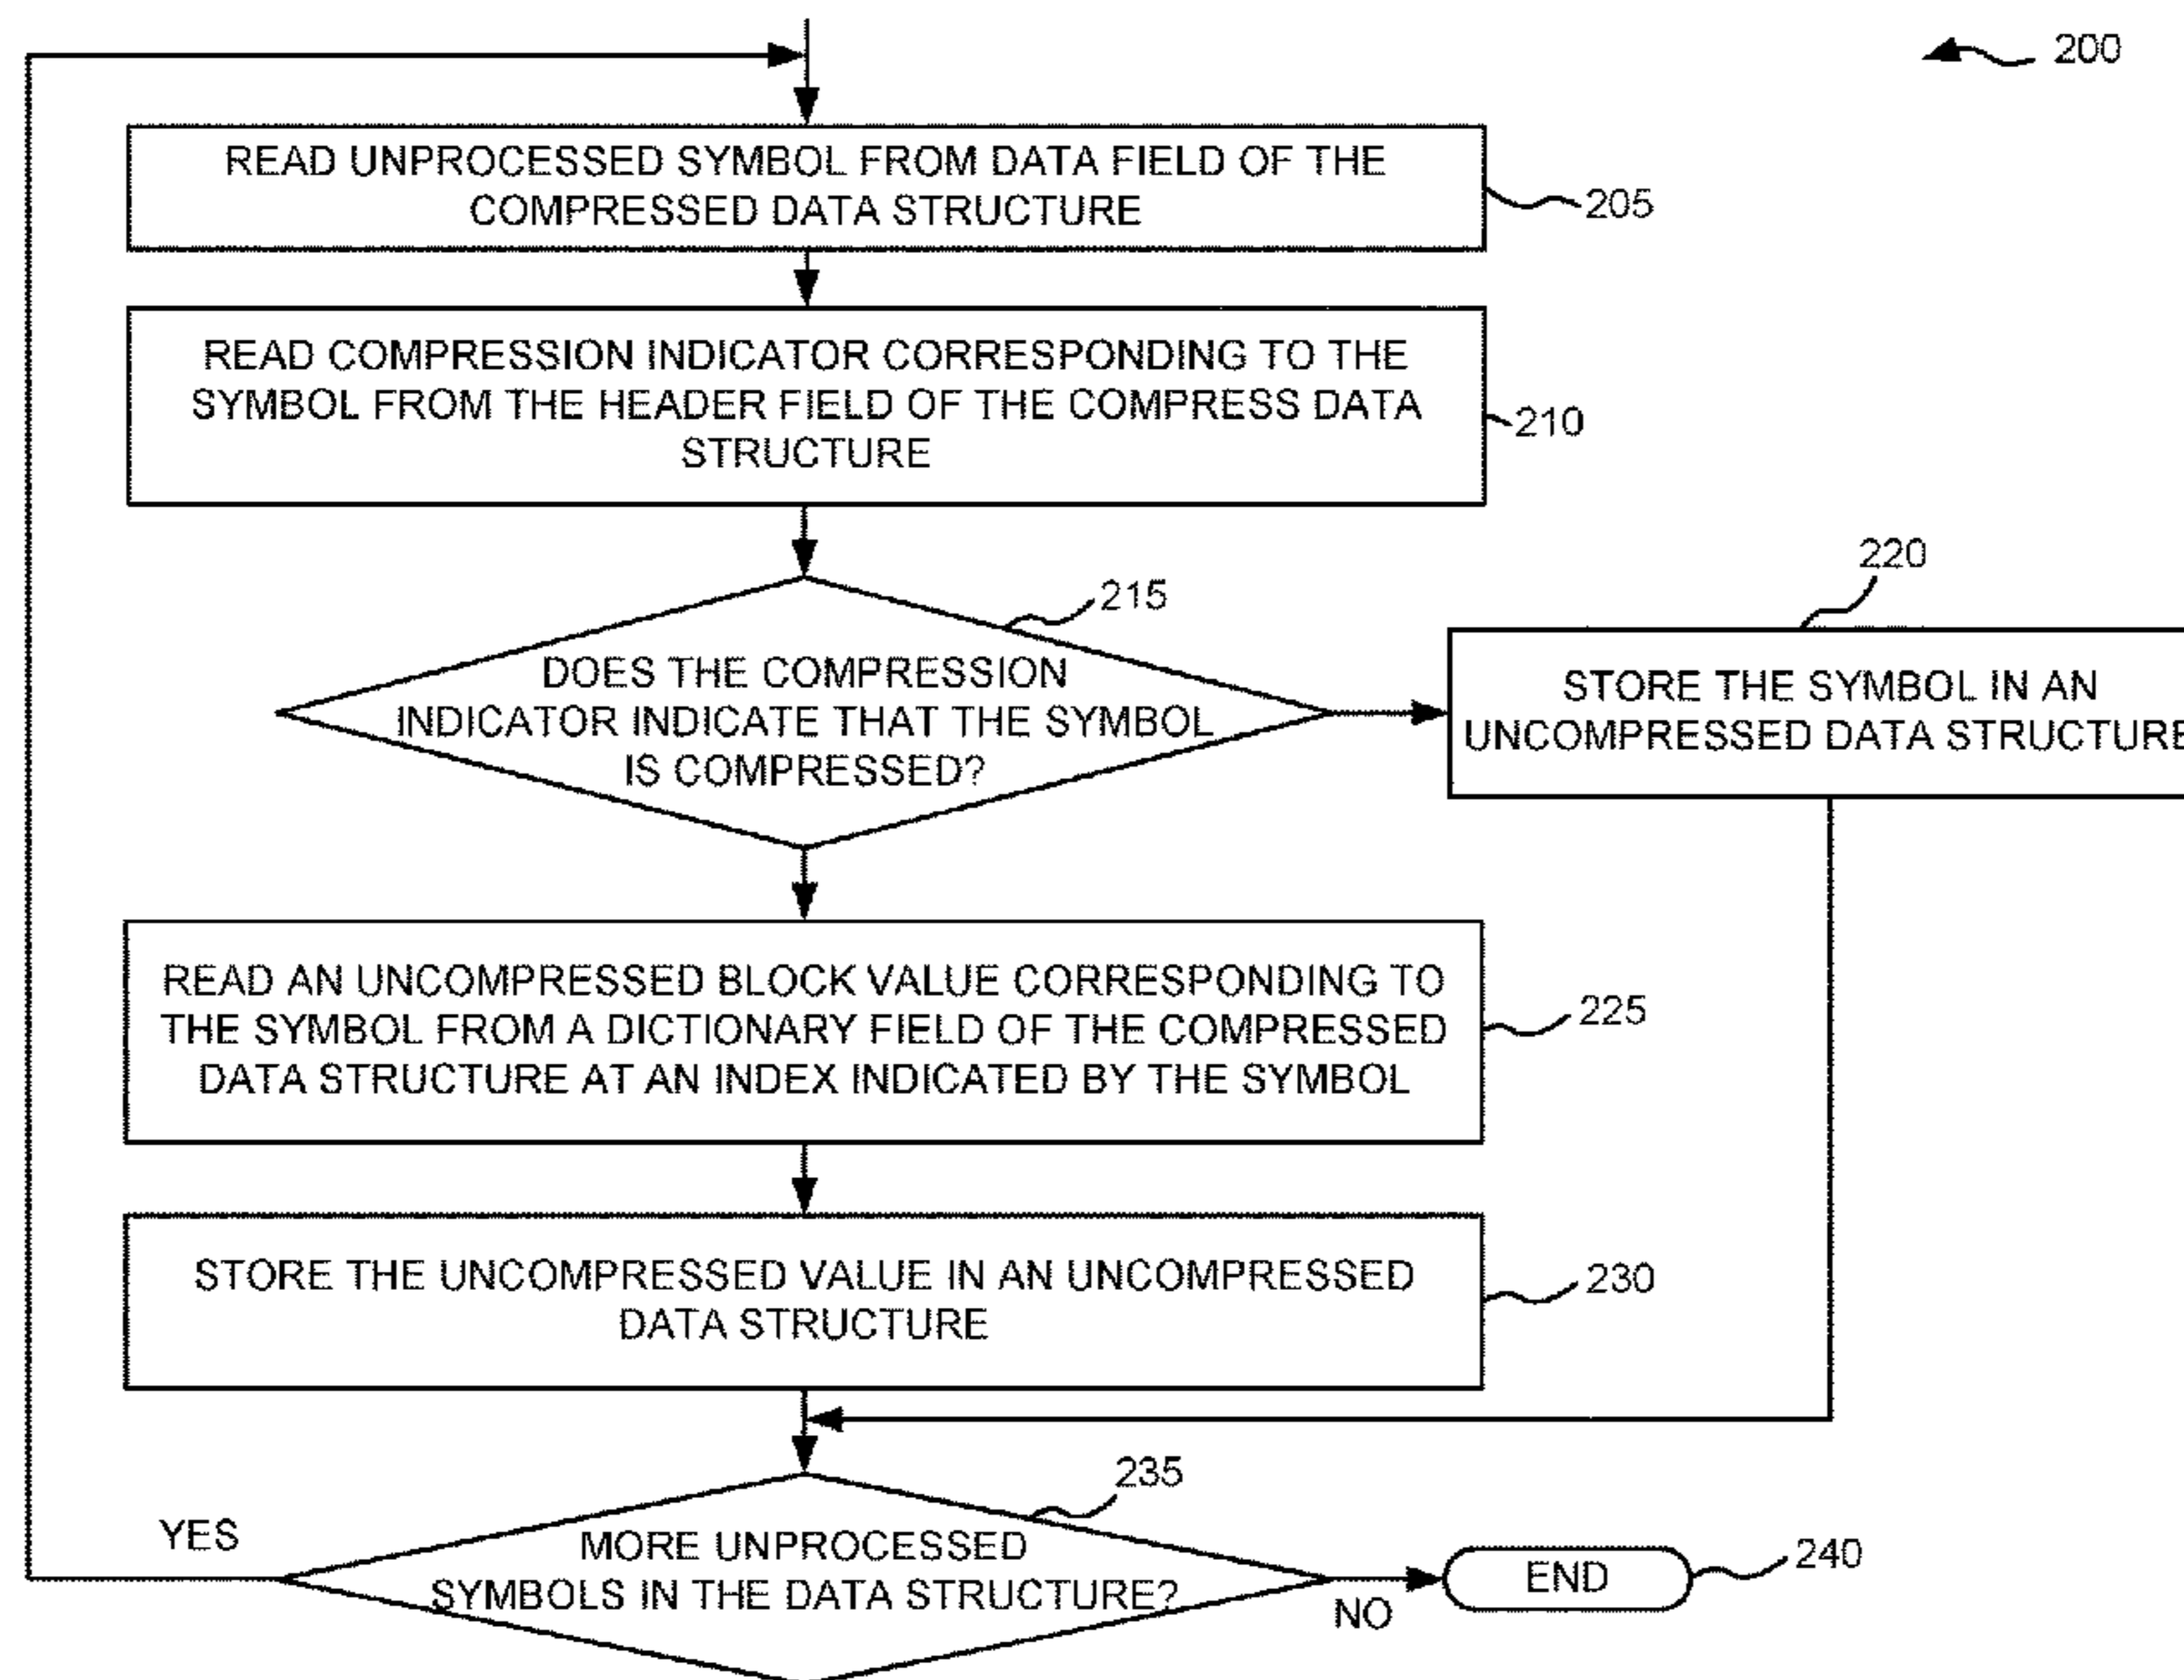 200
READ UNPROCESSED SYMBOL FROM DATA FIELD OF THE
COMPRESSED DATA STRUCTURE
205
READ COMPRESSION INDICATOR CORRESPONDING TO THE
SYMBOL FROM THE HEADER FIELD OF THE COMPRESS DATA
STRUCTURE
210
215
DOES THE COMPRESSION
INDICATOR INDICATE THAT THE SYMBOL
IS COMPRESSED?
220
STORE THE SYMBOL IN AN
UNCOMPRESSED DATA STRUCTURE
READ AN UNCOMPRESSED BLOCK VALUE CORRESPONDING TO
THE SYMBOL FROM A DICTIONARY FIELD OF THE COMPRESSED
DATA STRUCTURE AT AN INDEX INDICATED BY THE SYMBOL
225
STORE THE UNCOMPRESSED VALUE IN AN UNCOMPRESSED
DATA STRUCTURE
230
235
YES
MORE UNPROCESSED
SYMBOLS IN THE DATA STRUCTURE?
NO
END
240